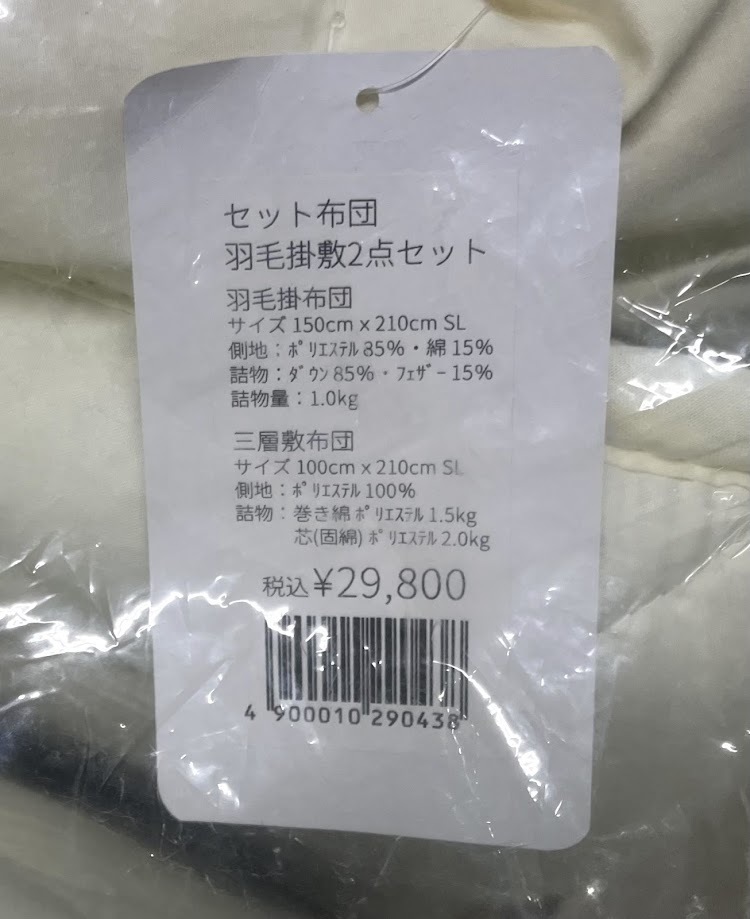 セット布団
羽毛掛敷2点セット
羽毛掛布団
サイズ 150cm x 210cm SL
側地：ﾎﾟﾘｴｽﾃﾙ 85%・綿 15%
詰物：ﾀﾞｳﾝ 85%・ﾌｪｻﾞｰ 15%
詰物量：1.0kg
三層敷布団
サイズ 100cm x 210cm SL
側地：ﾎﾟﾘｴｽﾃﾙ 100%
詰物：巻き綿 ﾎﾟﾘｴｽﾃﾙ 1.5kg
芯(固綿) ﾎﾟﾘｴｽﾃﾙ 2.0kg
税込 ¥29,800
4 900010 290438